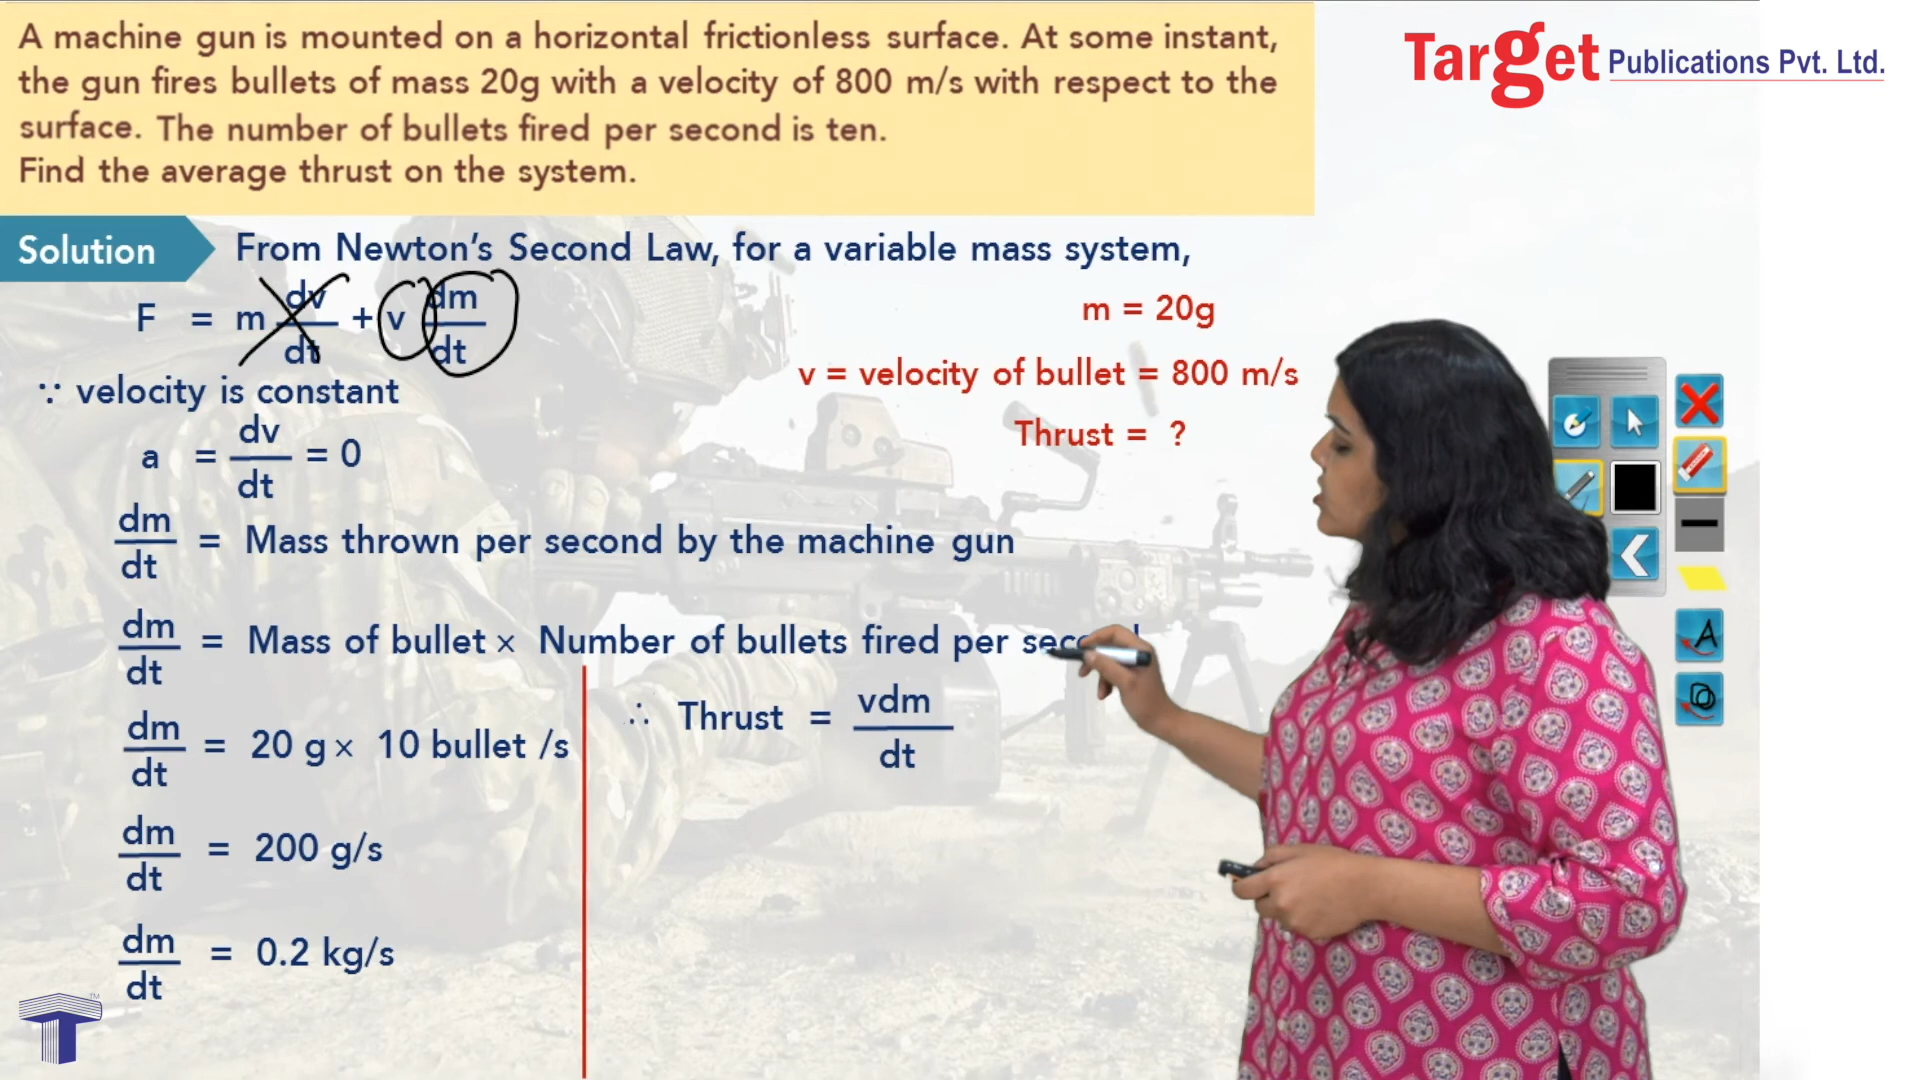 A machine gun is mounted on a horizontal frictionless surface. At some instant,
the gun fires bullets of mass 20g with a velocity of 800 m/s with respect to the
surface. The number of bullets fired per second is ten.
Find the average thrust on the system.
Target Publications Pvt. Ltd.
Solution From Newton's Second Law, for a variable mass system,
F = m dv/dt + v dm/dt
∵ velocity is constant
a = dv/dt = 0
m = 20g
v = velocity of bullet = 800 m/s
Thrust = ?
dm/dt = Mass thrown per second by the machine gun
dm/dt = Mass of bullet × Number of bullets fired per
dm/dt = 20 g × 10 bullet /s
dm/dt = 200 g/s
dm/dt = 0.2 kg/s
∴ Thrust = vdm/dt
T
TM
A